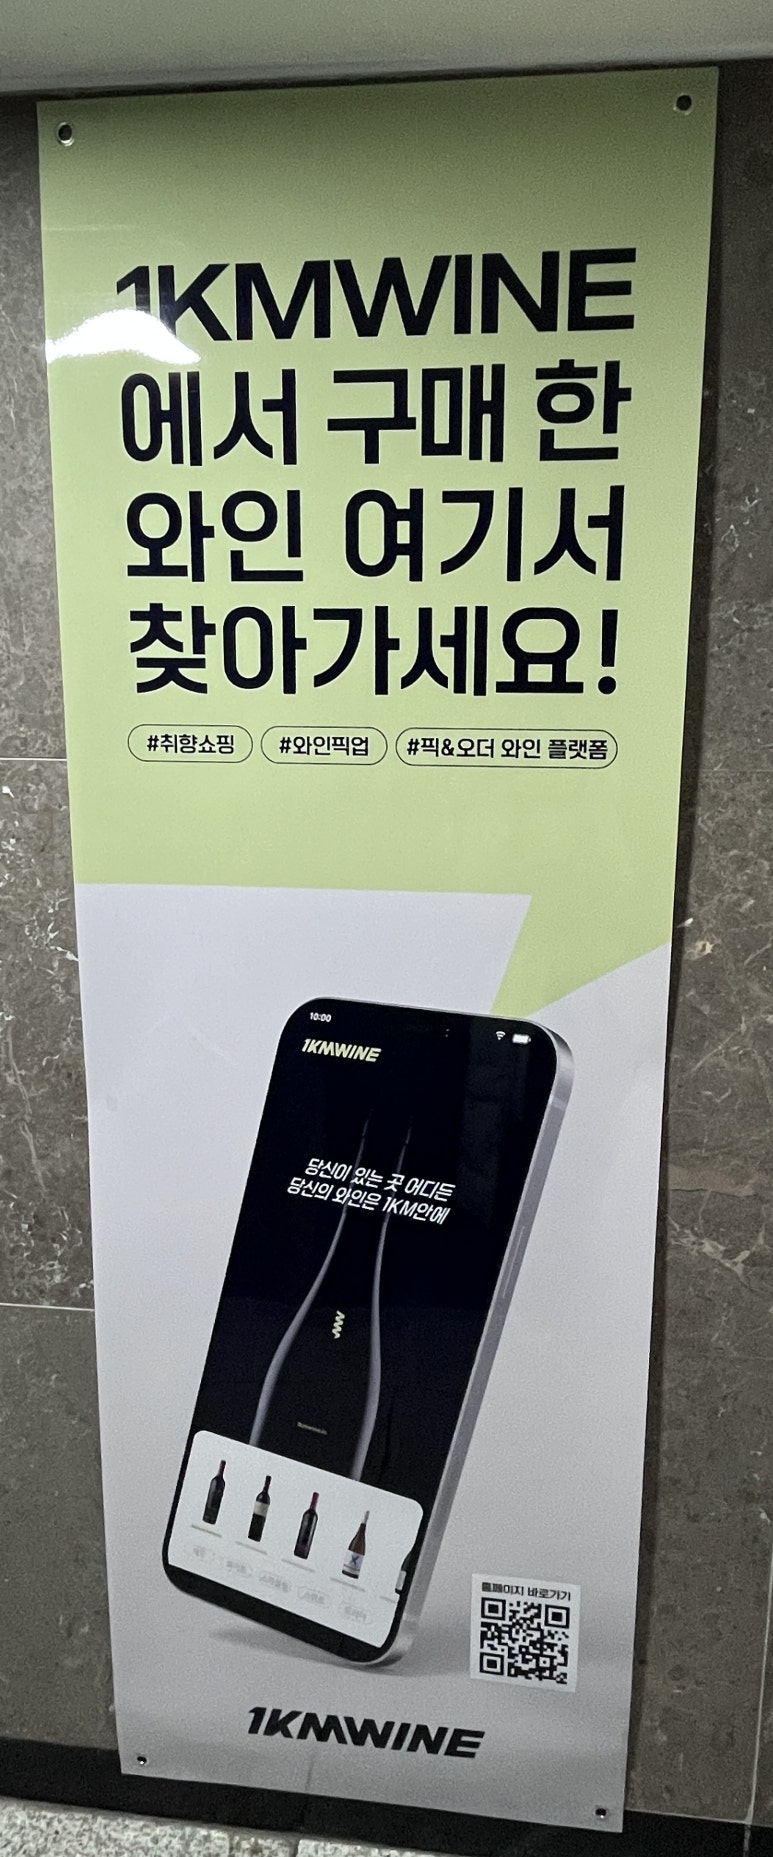 1KMWINE
에서 구매 한
와인 여기서
찾아가세요!
#취향쇼핑 #와인픽업 #픽&오더 와인 플랫폼
10:00
1KMWINE
당신이 있는 곳 어디든
당신의 와인은 1KM안에
홈페이지 바로가기
1KMWINE